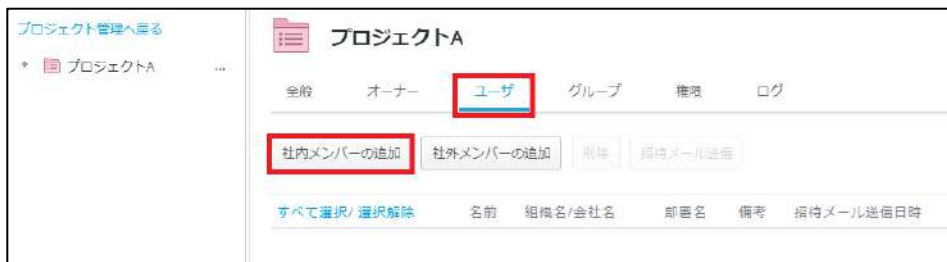 プロジェクト管理へ戻る
プロジェクトA
...
プロジェクトA
全般 オーナー ユーザ グループ 権限 ログ
社内メンバーの追加 社外メンバーの追加 削除 招待メール送信
すべて選択/ 選択解除 名前 組織名/会社名 部署名 備考 招待メール送信日時